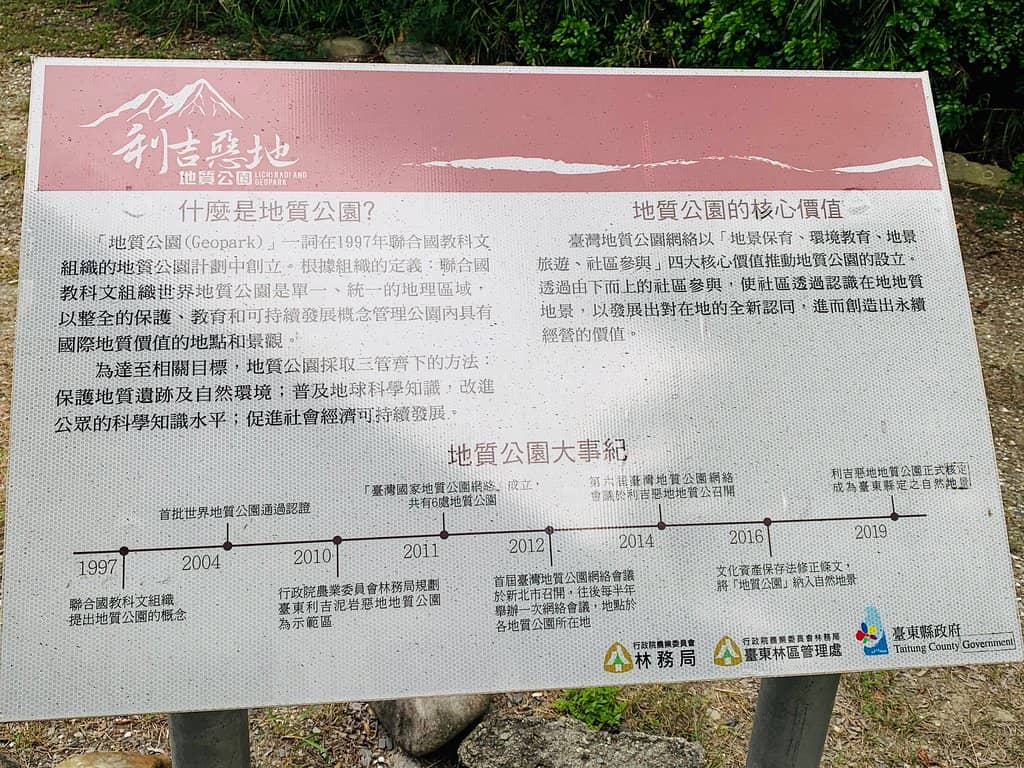 利吉惡地
地質公園 LICHI BADLAND
GEOPARK
什麼是地質公園?
「地質公園(Geopark)」一詞在1997年聯合國教科文
組織的地質公園計劃中創立。根據組織的定義：聯合國
教科文組織世界地質公園是單一、統一的地理區域，
以整全的保護、教育和可持續發展概念管理公園內具有
國際地質價值的地點和景觀。
為達至相關目標，地質公園採取三管齊下的方法：
保護地質遺跡及自然環境；普及地球科學知識，改進
公眾的科學知識水平；促進社會經濟可持續發展。
地質公園的核心價值
臺灣地質公園網絡以「地景保育、環境教育、地景
旅遊、社區參與」四大核心價值推動地質公園的設立。
透過由下而上的社區參與，使社區透過認識在地地質
地景，以發展出對在地的全新認同，進而創造出永續
經營的價值。
地質公園大事紀
1997
聯合國教科文組織
提出地質公園的概念
首批世界地質公園通過認證
2004
2010
行政院農業委員會林務局規劃
臺東利吉泥岩惡地地質公園
為示範區
「臺灣國家地質公園網絡」成立，
共有6處地質公園
2011
2012
首屆臺灣地質公園網絡會議
於新北市召開，往後每半年
舉辦一次網絡會議，地點於
各地質公園所在地
第六屆臺灣地質公園網絡
會議於利吉惡地地質公召開
2014
2016
文化資產保存法修正條文，
將「地質公園」納入自然地景
利吉惡地地質公園正式核定
成為臺東縣定之自然地景
2019
行政院農業委員會
林務局
行政院農業委員會林務局
臺東林區管理處
臺東縣政府
Taitung County Government